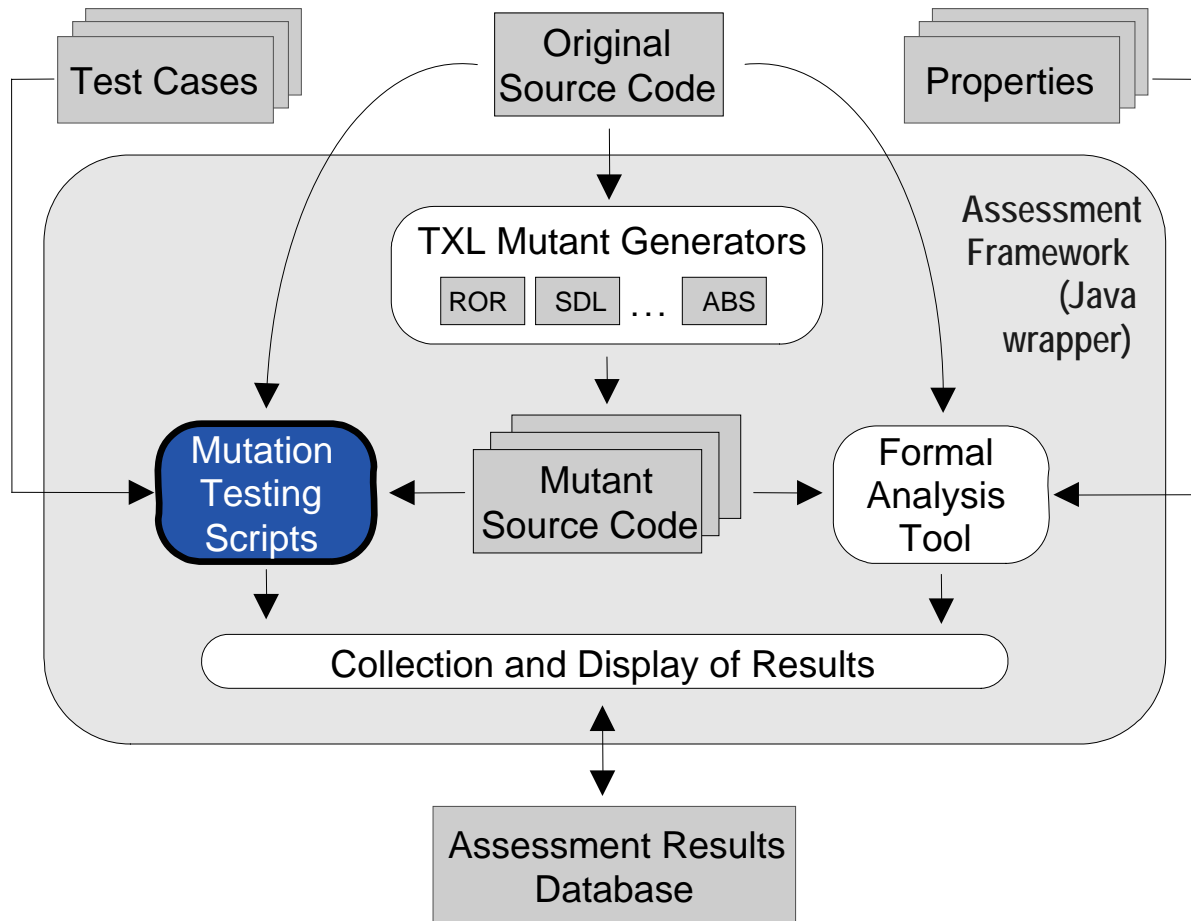 Test Cases
Original
Source Code
Properties
Assessment
Framework
(Java
wrapper)
TXL Mutant Generators
ROR SDL ... ABS
Mutation
Testing
Scripts
Mutant
Source Code
Formal
Analysis
Tool
Collection and Display of Results
Assessment Results
Database